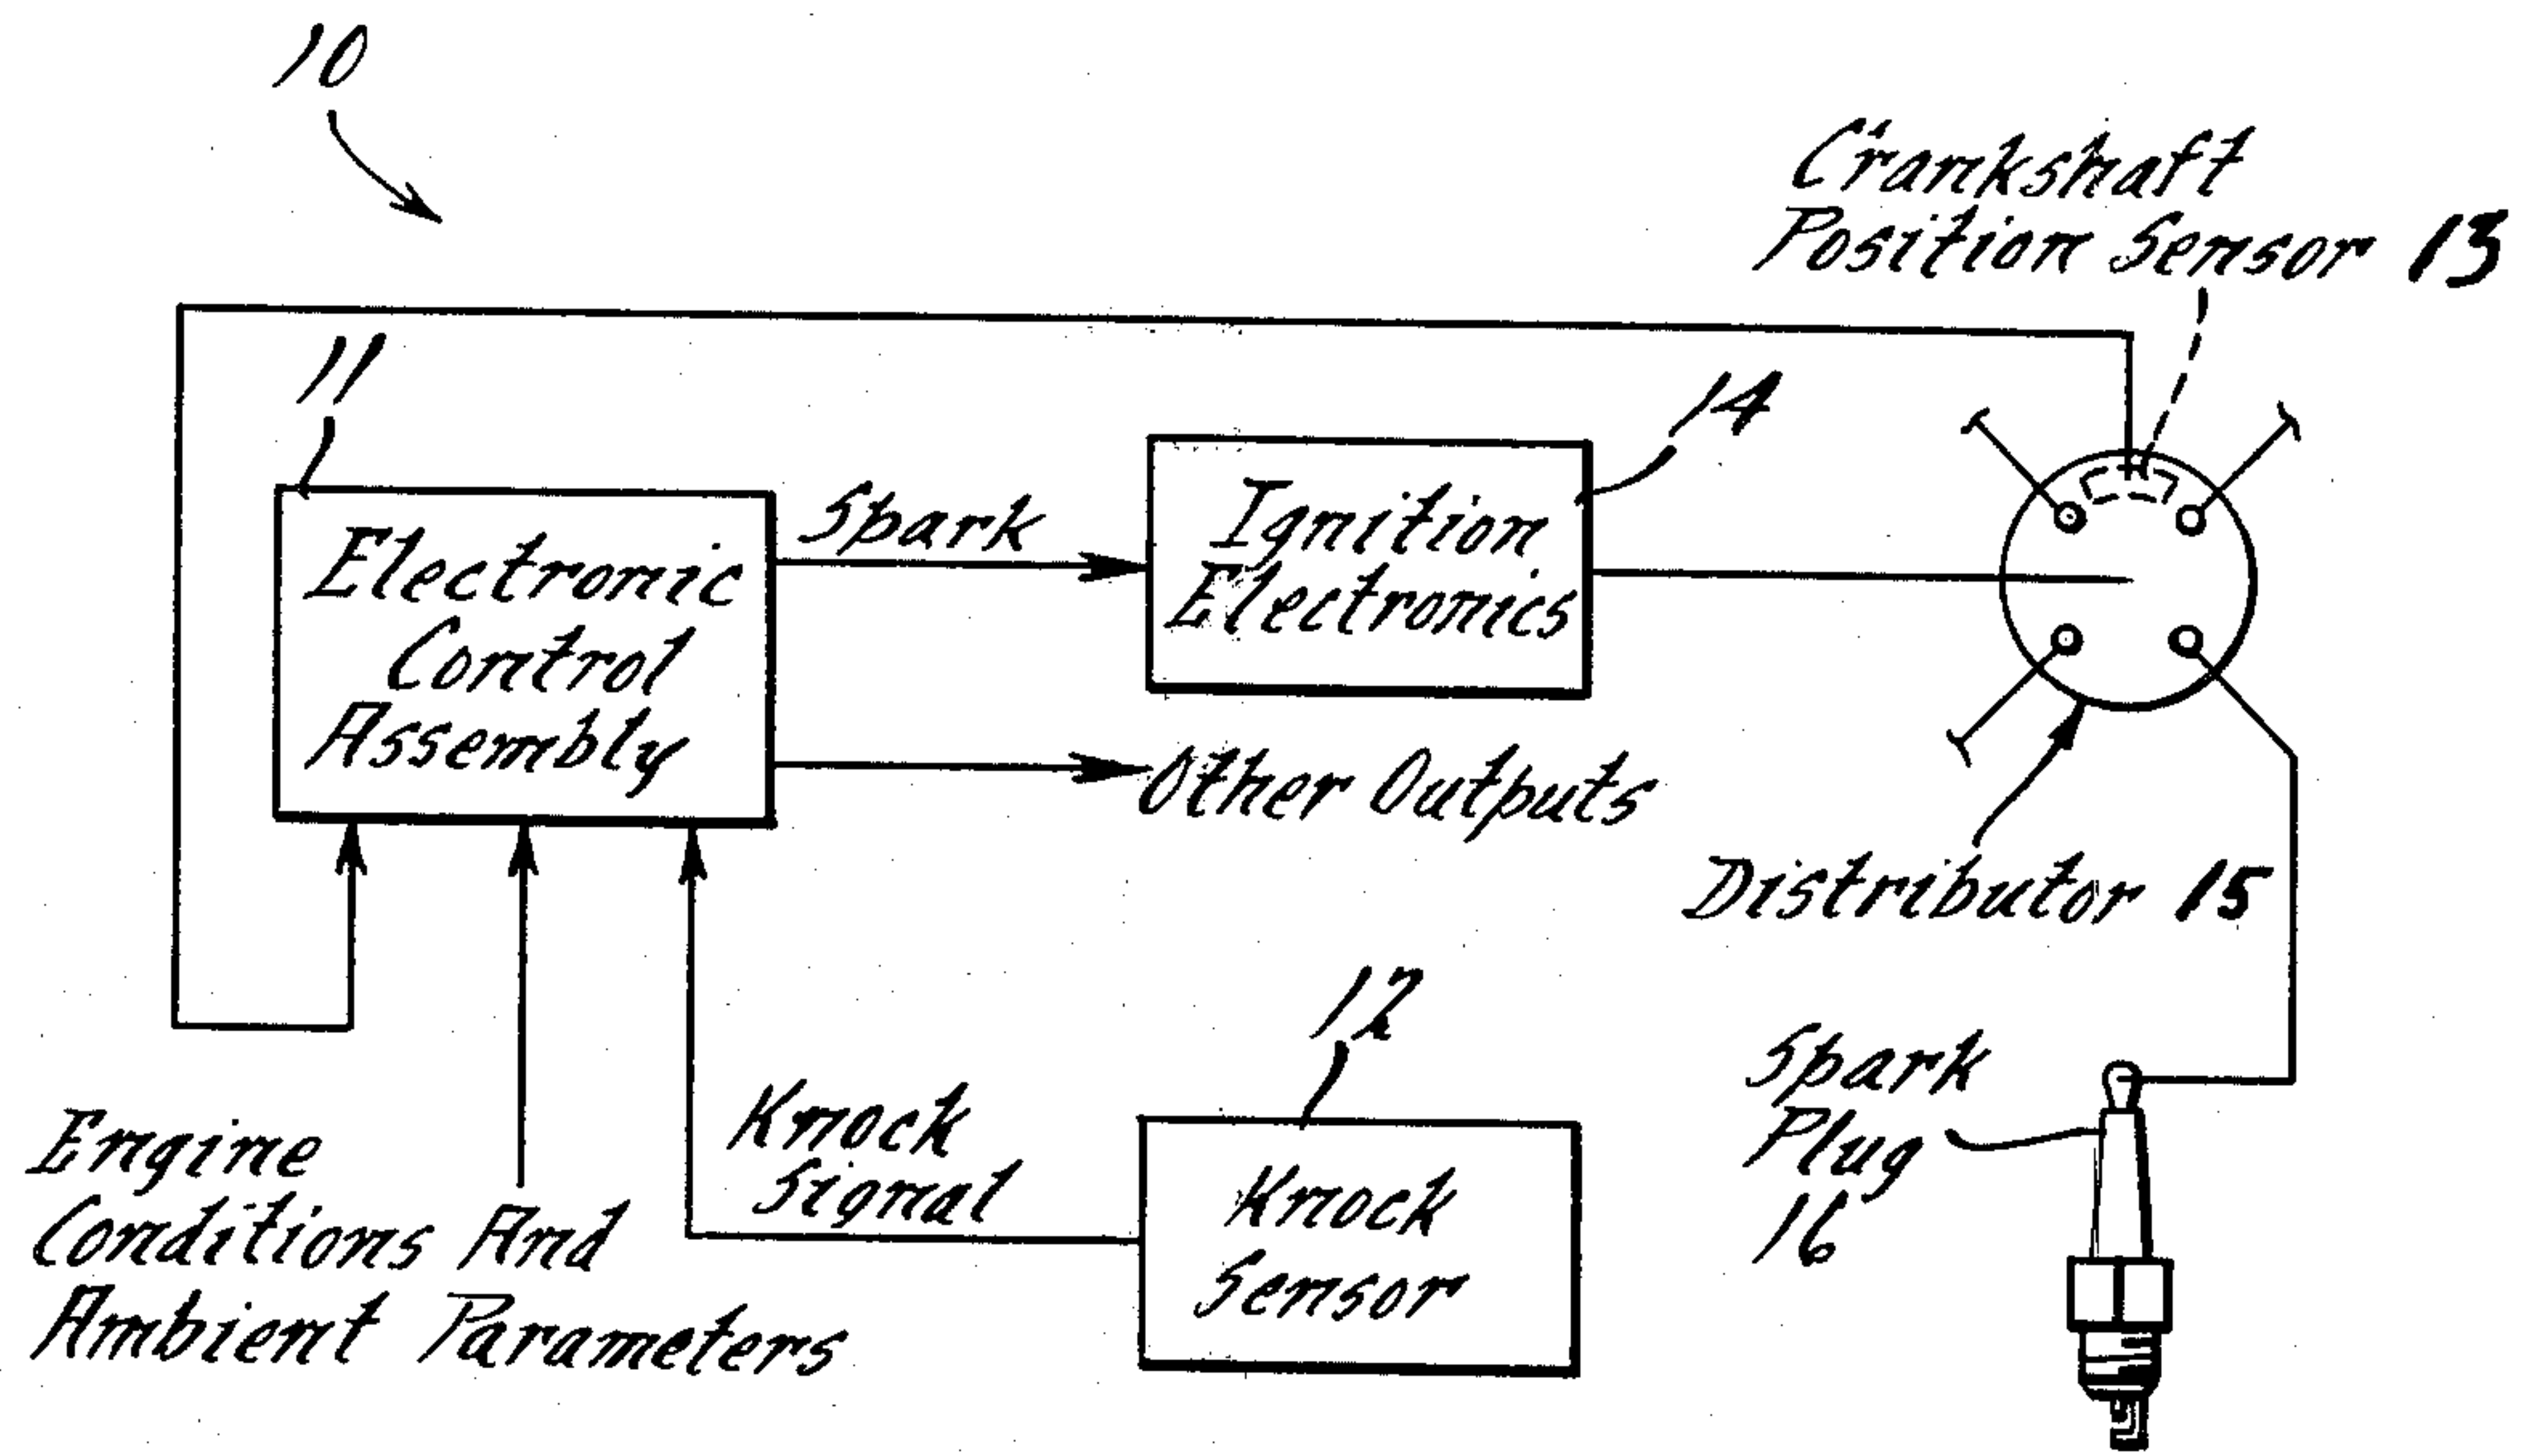 10
Crankshaft
Position Sensor 13
11
14
Spark
Ignition
Electronics
Electronic
Control
Assembly
Other Outputs
Distributor 15
12
Knock
Signal
Knock
Sensor
Spark
Plug
16
Engine
Conditions And
Ambient Parameters